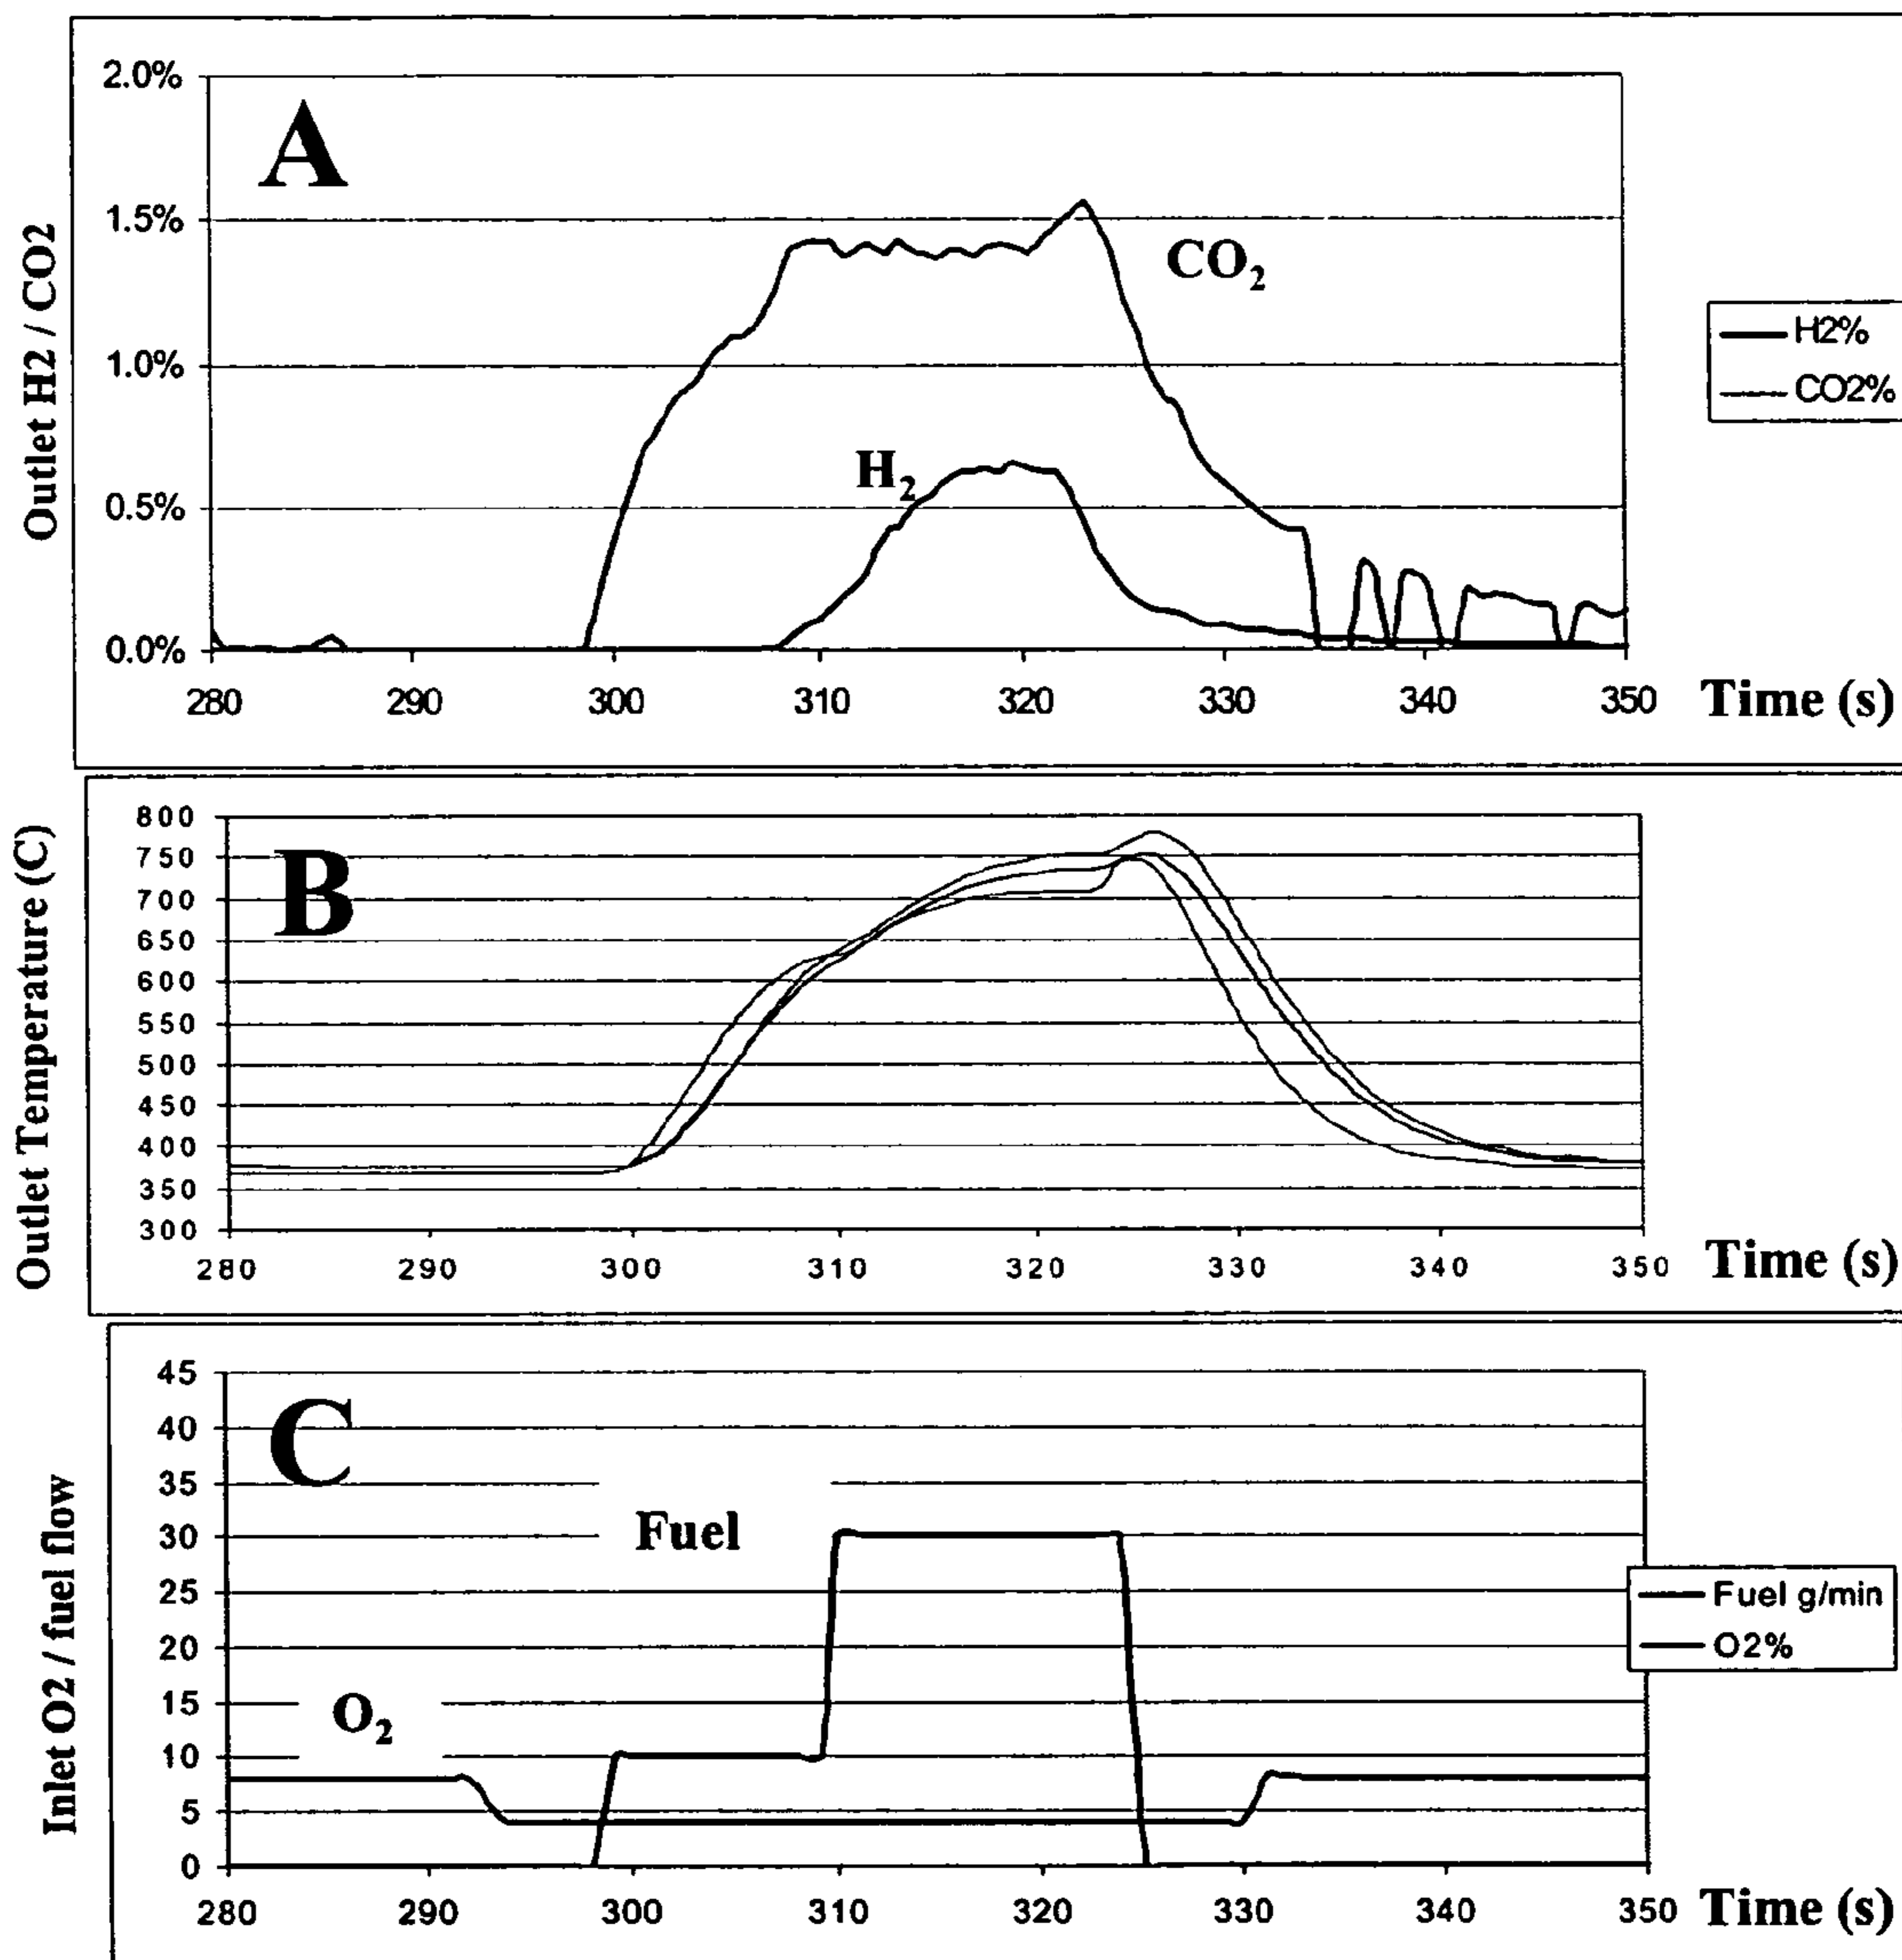 A
Outlet H2 / CO2
2.0%
1.5%
1.0%
0.5%
0.0%
CO2
H2
H2%
CO2%
280 290 300 310 320 330 340 350 Time (s)
B
Outlet Temperature (C)
800
750
700
650
600
550
500
450
400
350
300
280 290 300 310 320 330 340 350 Time (s)
C
Inlet O2 / fuel flow
45
40
35
30
25
20
15
10
5
0
Fuel
O2
Fuel g/min
O2%
280 290 300 310 320 330 340 350 Time (s)